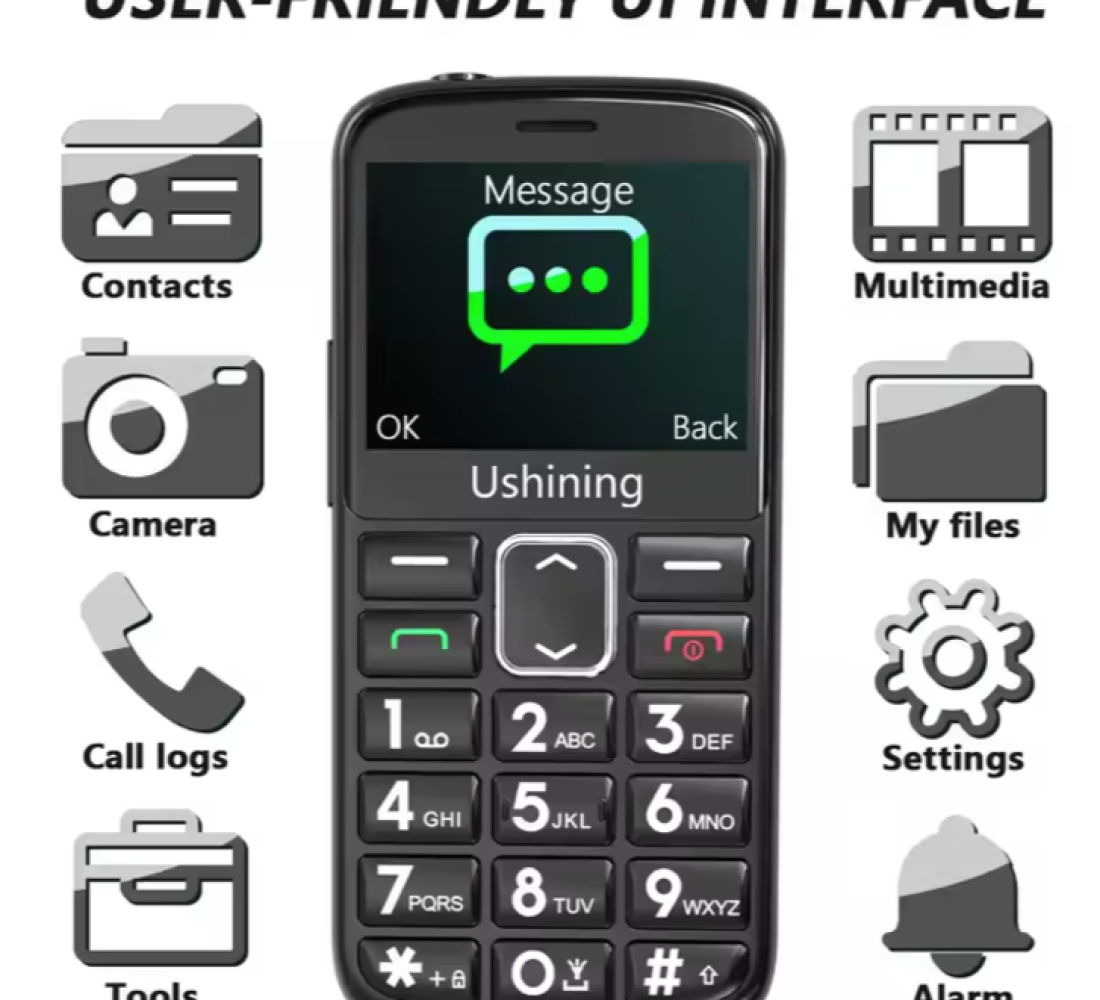 USER-FRIENDLY UI INTERFACE
Contacts
Camera
Call logs
Tools
Message
OK Back
Ushining
1
2 ABC
3 DEF
4 GHI
5 JKL
6 MNO
7 PQRS
8 TUV
9 WXYZ
* +
0
#
Multimedia
My files
Settings
Alarm